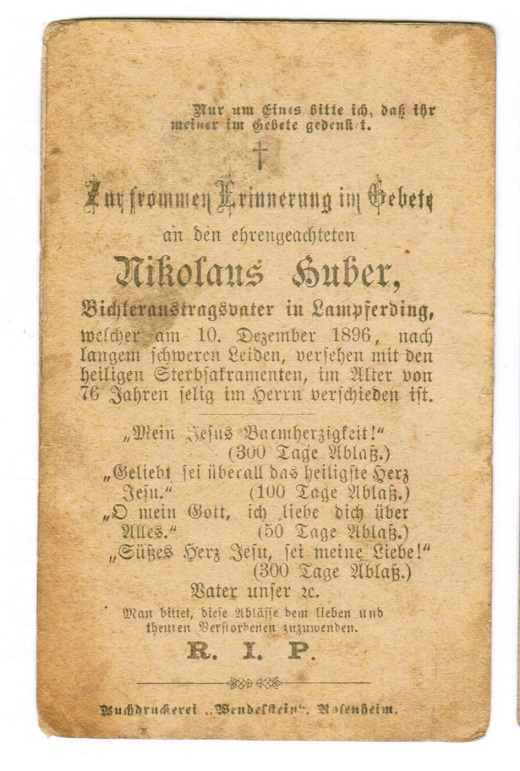 Nur um Eines bitte ich, daß ihr
meiner im Gebete gedenkt.
Zur frommen Erinnerung im Gebete
an den ehrengeachteten
Nikolaus Huber,
Bichleraustragsvater in Lampferding,
welcher am 10. Dezember 1896, nach
langem schweren Leiden, versehen mit den
heiligen Sterbsakramenten, im Alter von
76 Jahren selig im Herrn verschieden ist.
„Mein Jesus Barmherzigkeit!"
(300 Tage Ablaß.)
„Geliebt sei überall das heiligste Herz
Jesu." (100 Tage Ablaß.)
„O mein Gott, ich liebe dich über
Alles." (50 Tage Ablaß.)
„Süßes Herz Jesu, sei meine Liebe!"
(300 Tage Ablaß.)
Vater unser ꝛc.
Man bittet, diese Ablässe dem lieben und
theuren Verstorbenen zuzuwenden.
R. I. P.
Buchdruckerei „Wendelstein", Rosenheim.